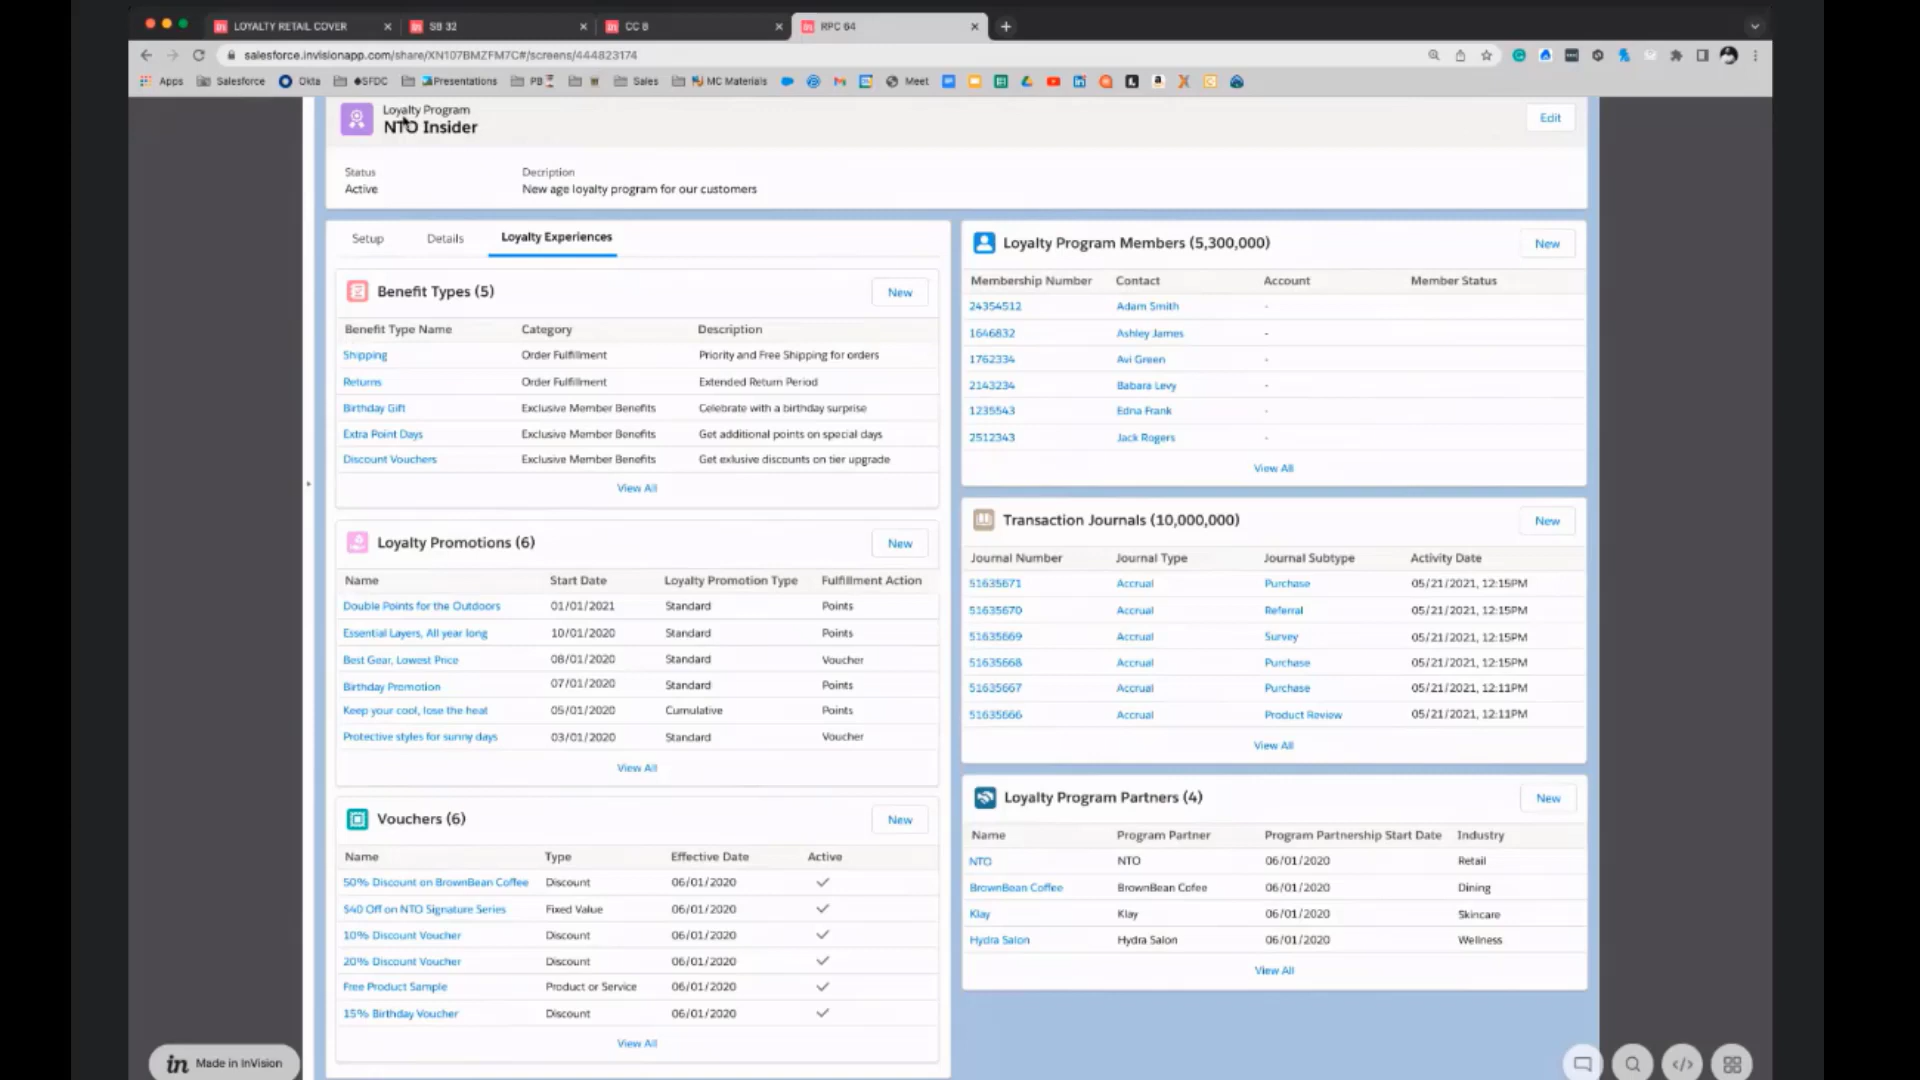 LOYALTY RETAIL COVER
SB 32
CC 8
RPC 64
salesforce.invisionapp.com/share/XN107BMZFM7C#/screens/444823174
Apps Salesforce Okta SFDC Presentations PB Sales MC Materials Meet
Loyalty Program
NTO Insider
Edit
Status Decription
Active New age loyalty program for our customers
Setup Details Loyalty Experiences
Benefit Types (5) New
Benefit Type Name Category Description
Shipping Order Fulfillment Priority and Free Shipping for orders
Returns Order Fulfillment Extended Return Period
Birthday Gift Exclusive Member Benefits Celebrate with a birthday surprise
Extra Point Days Exclusive Member Benefits Get additional points on special days
Discount Vouchers Exclusive Member Benefits Get exlusive discounts on tier upgrade
View All
Loyalty Promotions (6) New
Name Start Date Loyalty Promotion Type Fulfillment Action
Double Points for the Outdoors 01/01/2021 Standard Points
Essential Layers, All year long 10/01/2020 Standard Points
Best Gear, Lowest Price 08/01/2020 Standard Voucher
Birthday Promotion 07/01/2020 Standard Points
Keep your cool, lose the heat 05/01/2020 Cumulative Points
Protective styles for sunny days 03/01/2020 Standard Voucher
View All
Vouchers (6) New
Name Type Effective Date Active
50% Discount on BrownBean Coffee Discount 06/01/2020
$40 Off on NTO Signature Series Fixed Value 06/01/2020
10% Discount Voucher Discount 06/01/2020
20% Discount Voucher Discount 06/01/2020
Free Product Sample Product or Service 06/01/2020
15% Birthday Voucher Discount 06/01/2020
View All
Loyalty Program Members (5,300,000) New
Membership Number Contact Account Member Status
24354512 Adam Smith -
1646832 Ashley James -
1762334 Avi Green -
2143234 Babara Levy -
1235543 Edna Frank -
2512343 Jack Rogers -
View All
Transaction Journals (10,000,000) New
Journal Number Journal Type Journal Subtype Activity Date
51635671 Accrual Purchase 05/21/2021, 12:15PM
51635670 Accrual Referral 05/21/2021, 12:15PM
51635669 Accrual Survey 05/21/2021, 12:15PM
51635668 Accrual Purchase 05/21/2021, 12:15PM
51635667 Accrual Purchase 05/21/2021, 12:11PM
51635666 Accrual Product Review 05/21/2021, 12:11PM
View All
Loyalty Program Partners (4) New
Name Program Partner Program Partnership Start Date Industry
NTO NTO 06/01/2020 Retail
BrownBean Coffee BrownBean Cofee 06/01/2020 Dining
Klay Klay 06/01/2020 Skincare
Hydra Salon Hydra Salon 06/01/2020 Wellness
View All
in Made in InVision